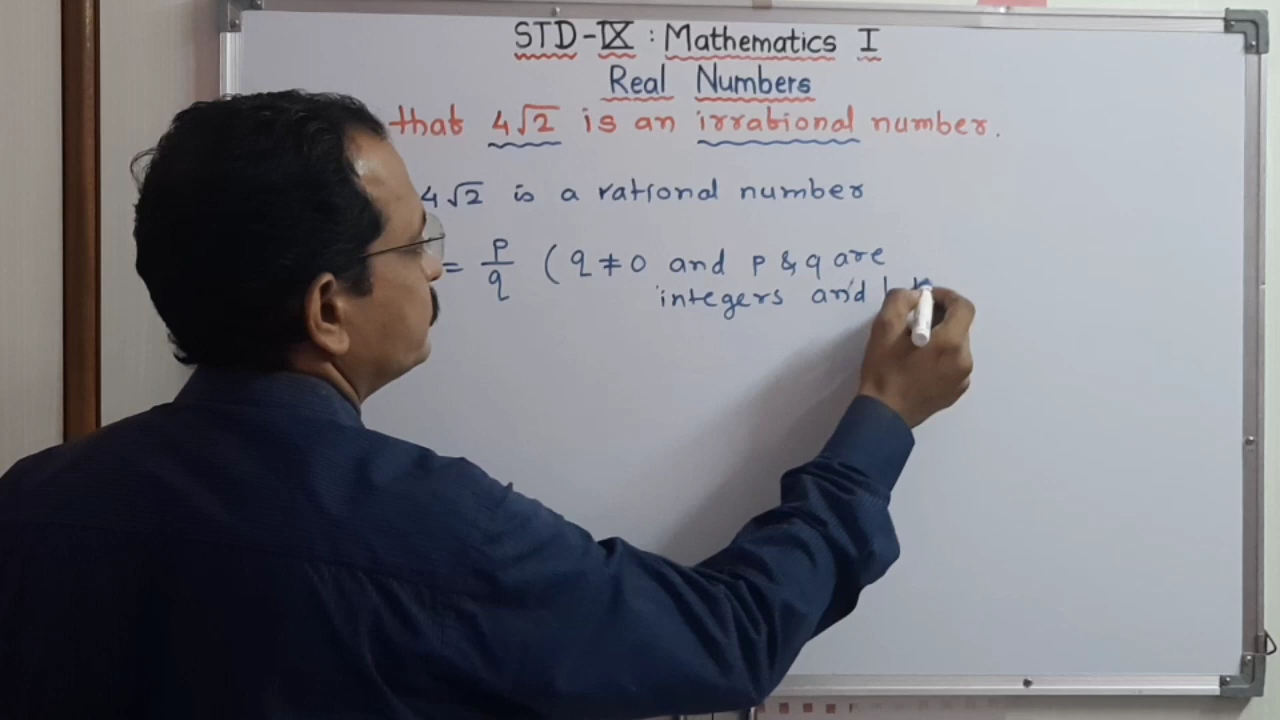 STD-IX : Mathematics I
Real Numbers
that 4√2 is an irrational number.
4√2 is a rational number
= p/q (q ≠ 0 and p & q are
integers and